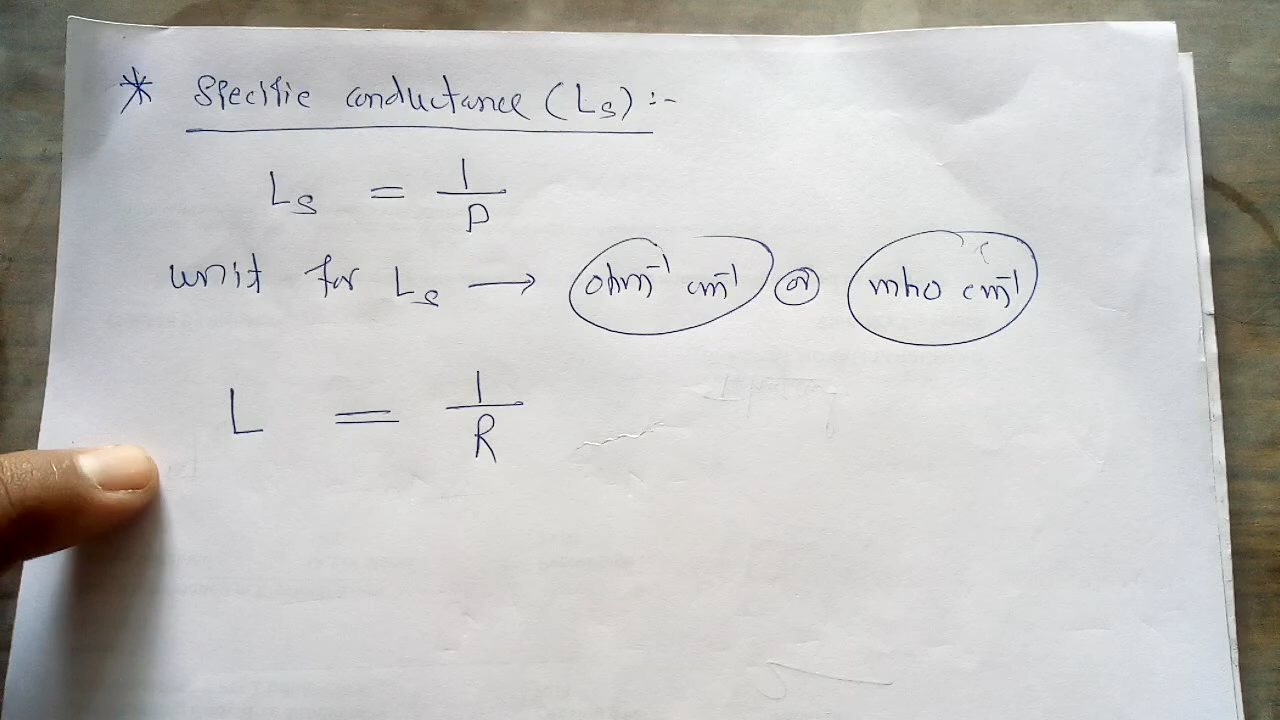 * Specific conductance (Ls) :-
Ls = 1/P
unit for Ls → ohm⁻¹ cm⁻¹ or mho cm⁻¹
L = 1/R